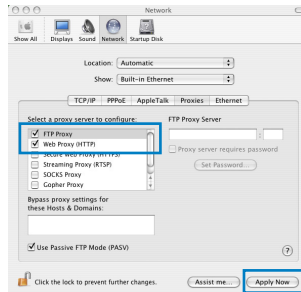 Network
Show All Displays Sound Network Startup Disk
Location: Automatic
Show: Built-in Ethernet
TCP/IP PPPoE AppleTalk Proxies Ethernet
Select a proxy server to configure: FTP Proxy Server
FTP Proxy :
Web Proxy (HTTP)
Secure Web Proxy (HTTPS) Proxy server requires password
Streaming Proxy (RTSP) Set Password...
SOCKS Proxy
Gopher Proxy
Bypass proxy settings for
these Hosts & Domains:
Use Passive FTP Mode (PASV) ?
Click the lock to prevent further changes. Assist me... Apply Now